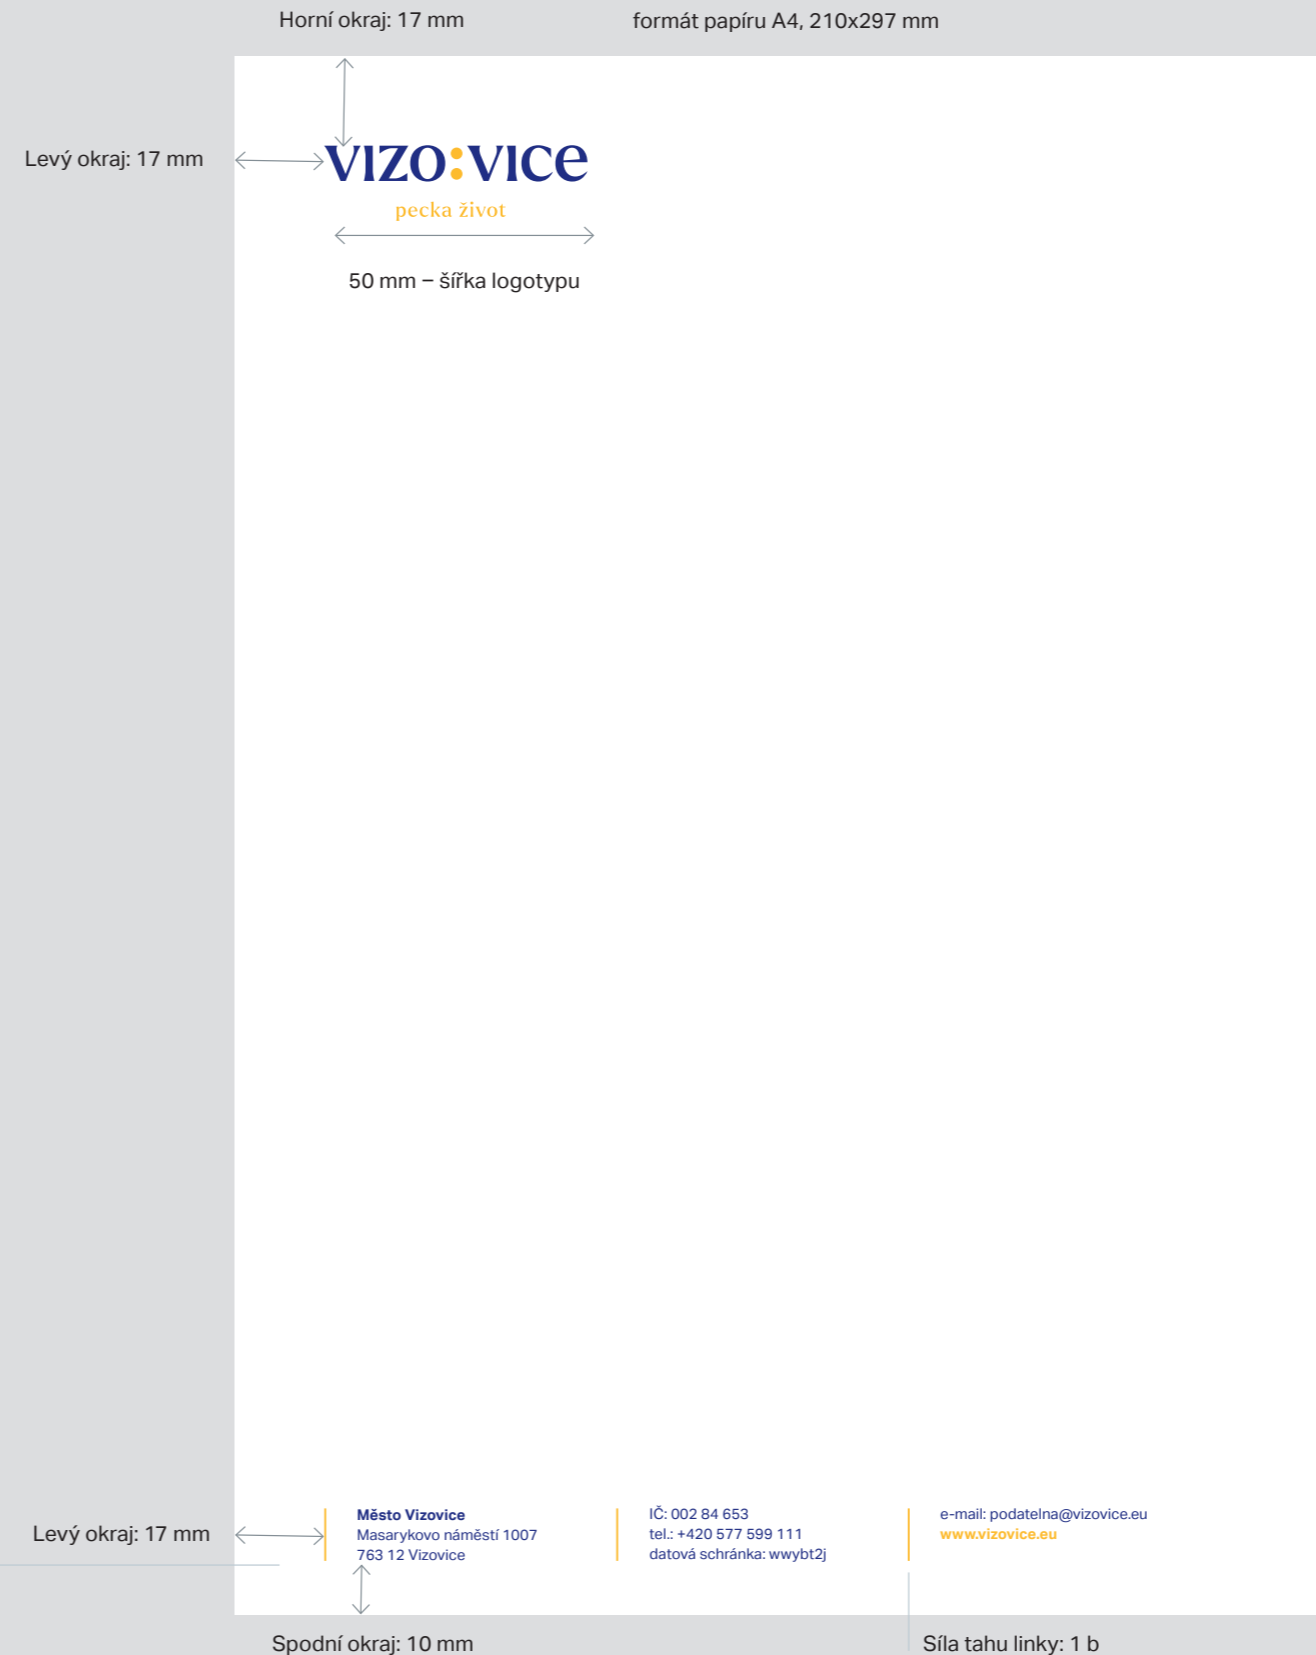 Horní okraj: 17 mm
formát papíru A4, 210x297 mm
Levý okraj: 17 mm
VIZO:VICE
pecka život
50 mm – šířka logotypu
Levý okraj: 17 mm
Město Vizovice
Masarykovo náměstí 1007
763 12 Vizovice
IČ: 002 84 653
tel.: +420 577 599 111
datová schránka: wwybt2j
e-mail: podatelna@vizovice.eu
www.vizovice.eu
Spodní okraj: 10 mm
Síla tahu linky: 1 b